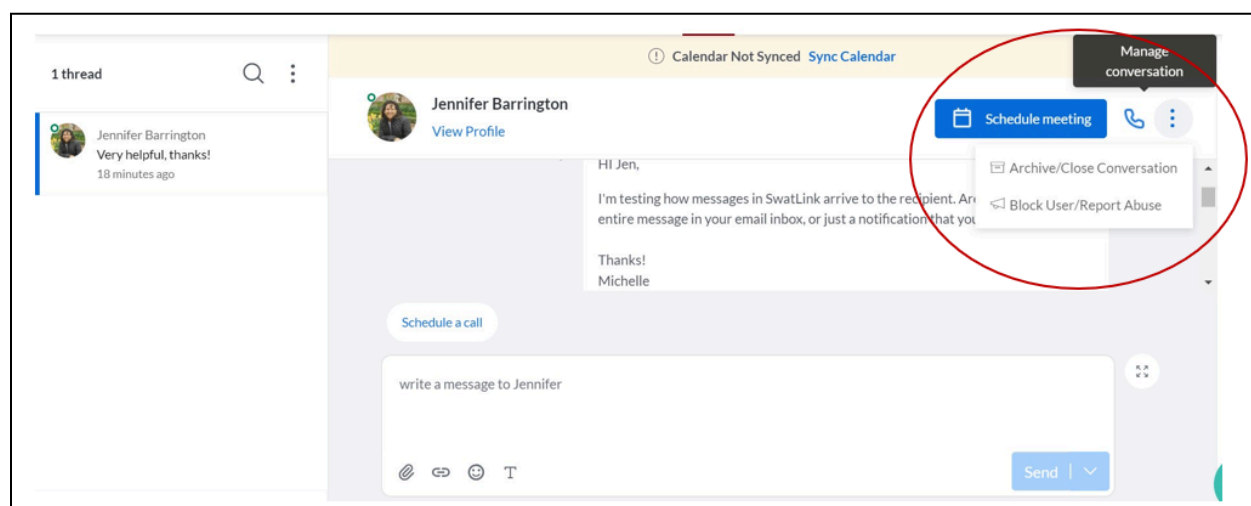 1 thread
Jennifer Barrington
Very helpful, thanks!
18 minutes ago
Calendar Not Synced Sync Calendar
Manage
conversation
Jennifer Barrington
View Profile
Schedule meeting
Archive/Close Conversation
Block User/Report Abuse
HI Jen,
I'm testing how messages in SwatLink arrive to the recipient. Ar
entire message in your email inbox, or just a notification that you
Thanks!
Michelle
Schedule a call
write a message to Jennifer
T
Send